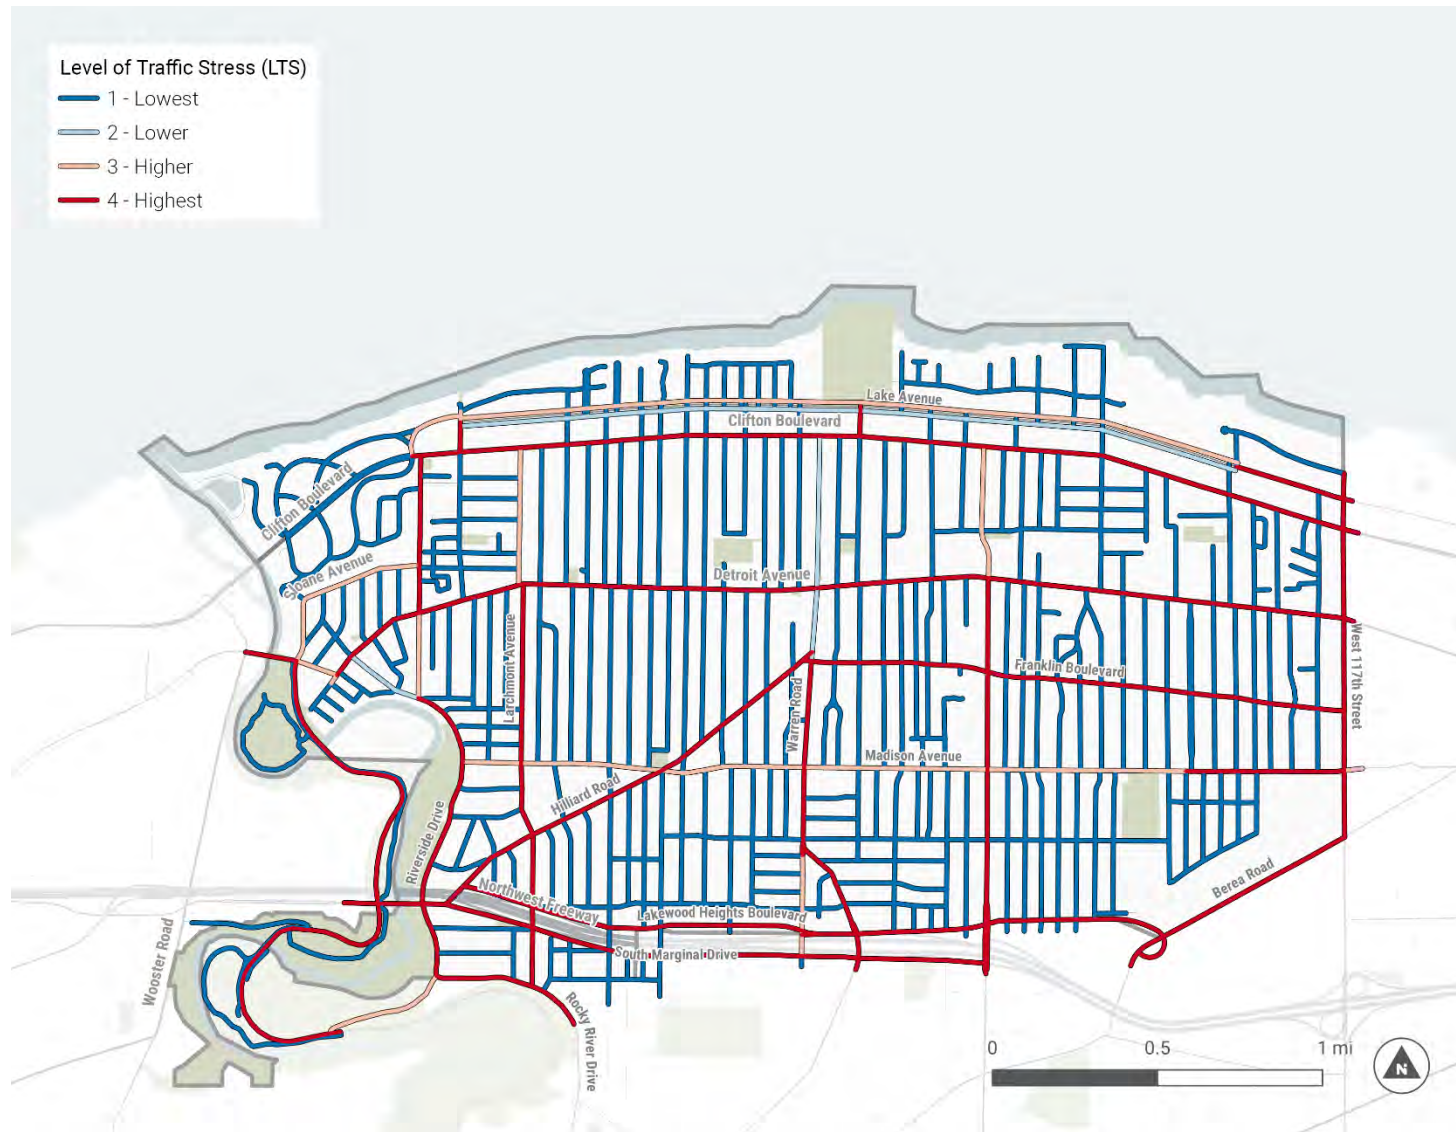 Level of Traffic Stress (LTS)
1 - Lowest
2 - Lower
3 - Higher
4 - Highest
Lake Avenue
Clifton Boulevard
Clifton Boulevard
Sloane Avenue
Detroit Avenue
Larchmont Avenue
West 117th Street
Franklin Boulevard
Warren Road
Madison Avenue
Hilliard Road
Riverside Drive
Berea Road
Northwest Freeway
Lakewood Heights Boulevard
South Marginal Drive
Wooster Road
Rocky River Drive
0 0.5 1 mi
N